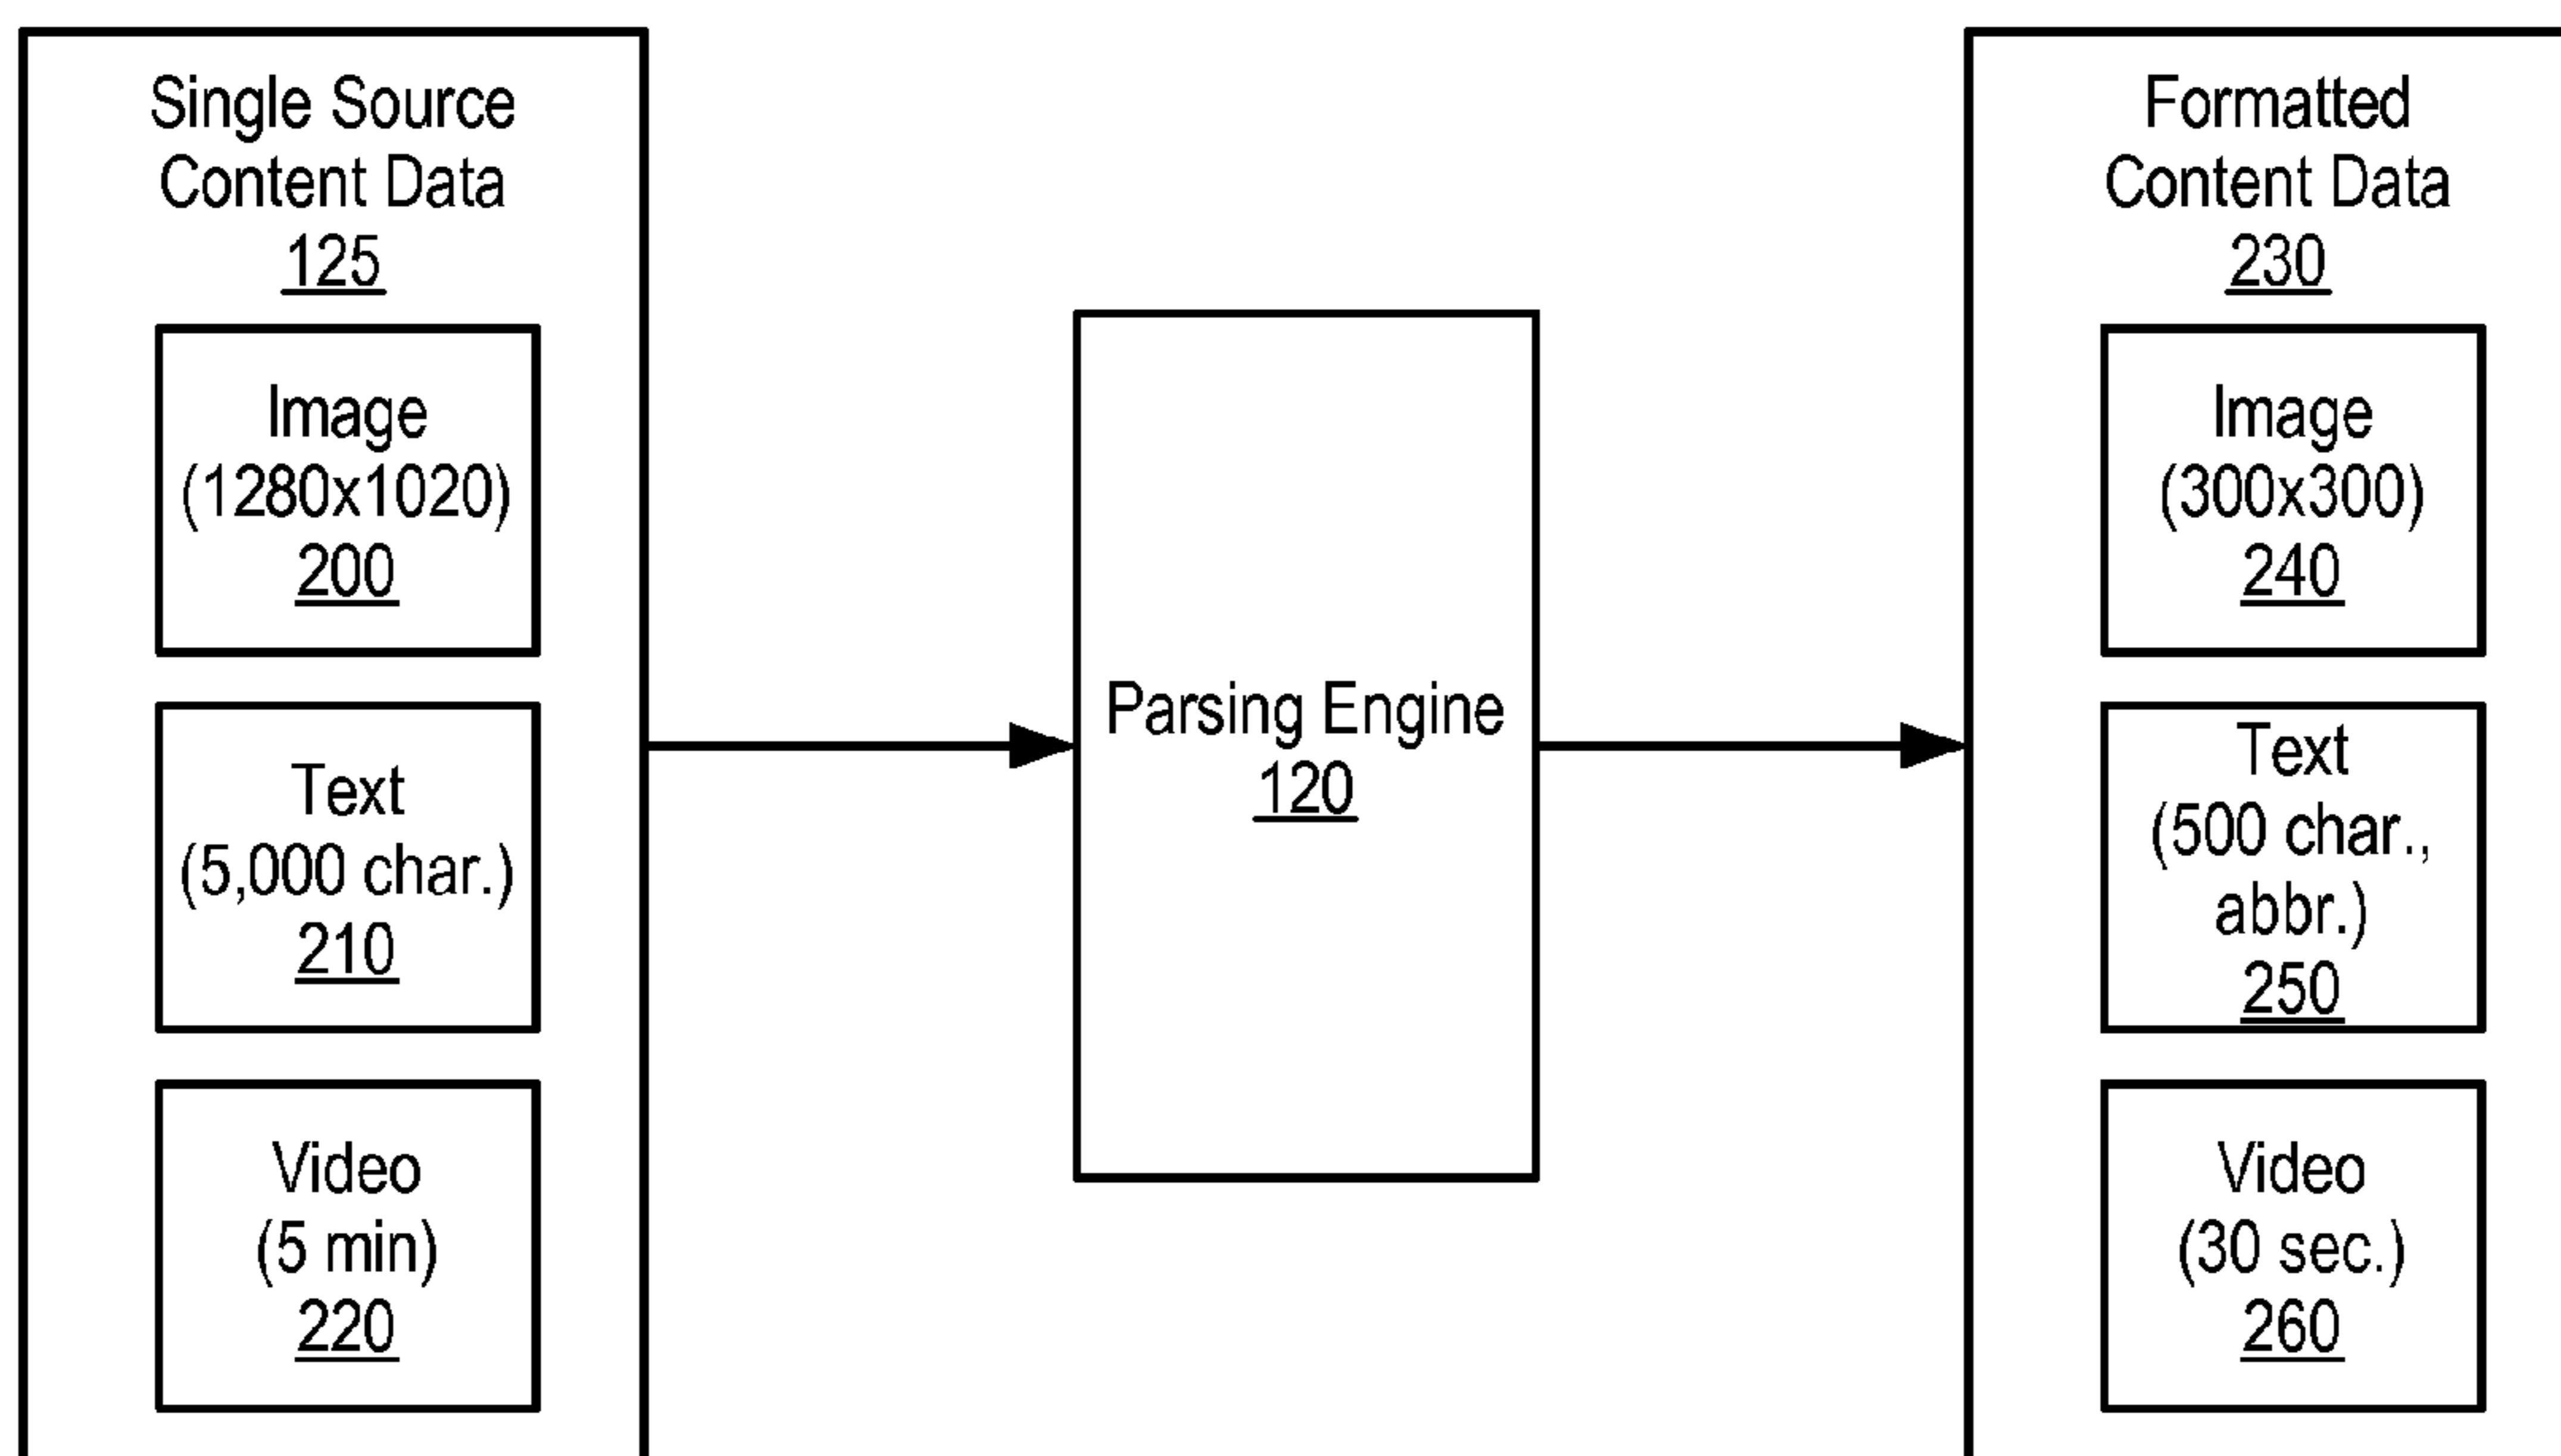 Single Source
Content Data
125
Image
(1280x1020)
200
Text
(5,000 char.)
210
Video
(5 min)
220
Parsing Engine
120
Formatted
Content Data
230
Image
(300x300)
240
Text
(500 char.,
abbr.)
250
Video
(30 sec.)
260